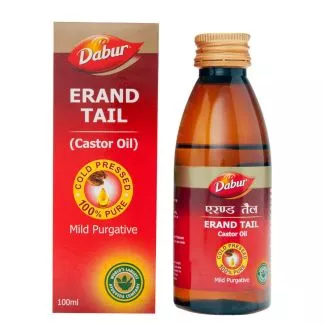 Dabur
ERAND
TAIL
(Castor Oil)
COLD PRESSED
100% PURE
Mild Purgative
100ml
Dabur
एरण्ड तैल
ERAND TAIL
Castor Oil
COLD PRESSED
100% PURE
Mild Purgative